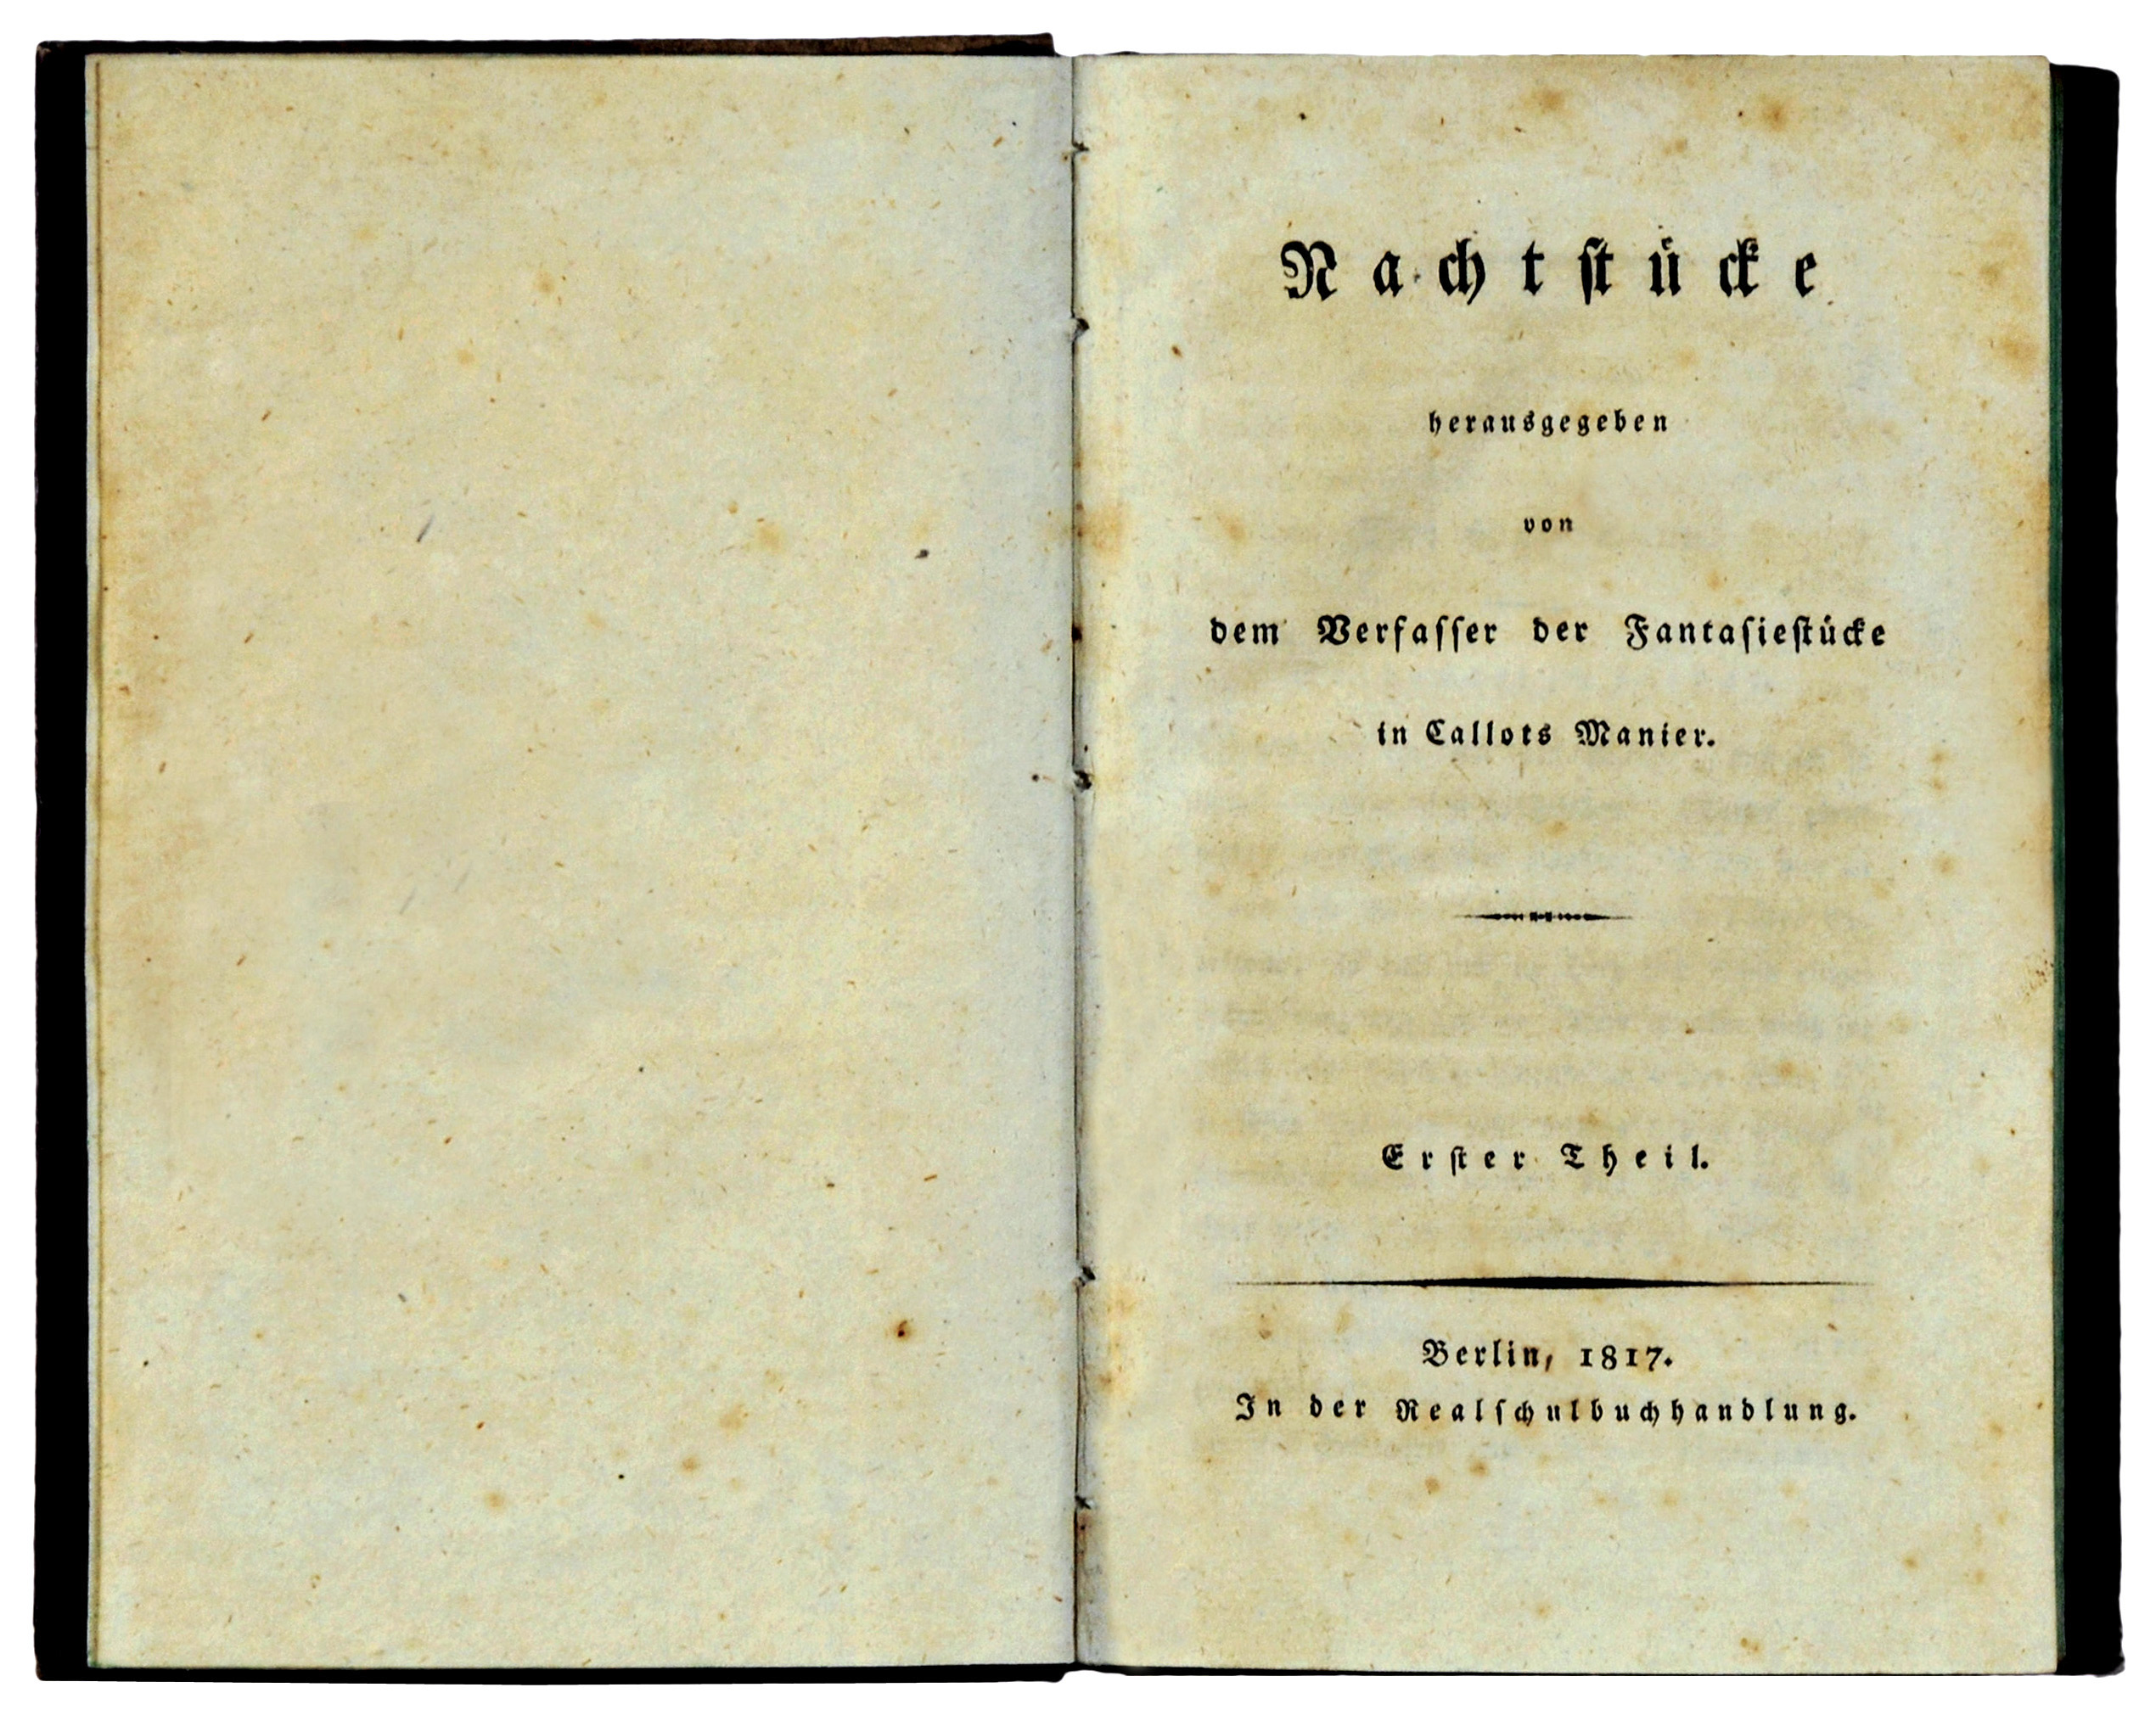 Nachtſtücke
herausgegeben
von
dem Verfaſſer der Fantaſieſtücke
in Callots Manier.
Erſter Theil.
Berlin, 1817.
In der Realſchulbuchhandlung.